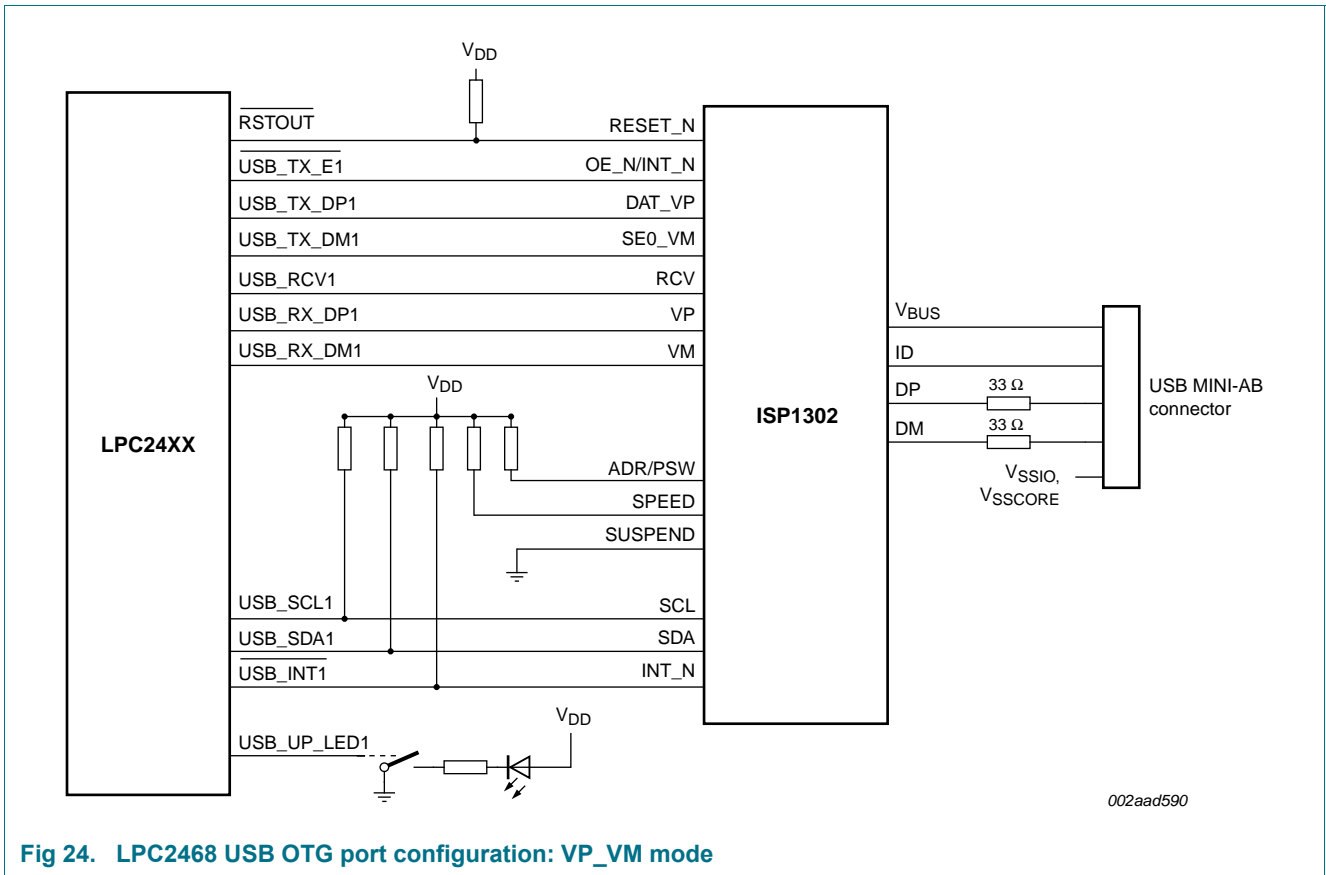 VDD
RSTOUT RESET_N
USB_TX_E1 OE_N/INT_N
USB_TX_DP1 DAT_VP
USB_TX_DM1 SE0_VM
USB_RCV1 RCV
USB_RX_DP1 VP
USB_RX_DM1 VM
VBUS
ID
DP 33 Ω
DM 33 Ω
USB MINI-AB
connector
VSSIO,
VSSCORE
LPC24XX
ISP1302
VDD
ADR/PSW
SPEED
SUSPEND
USB_SCL1 SCL
USB_SDA1 SDA
USB_INT1 INT_N
USB_UP_LED1
VDD
002aad590
Fig 24. LPC2468 USB OTG port configuration: VP_VM mode